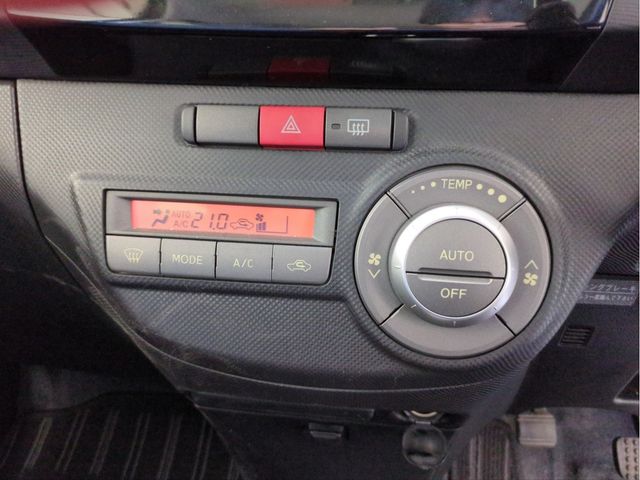 TEMP
AUTO
A/C
21.0
AUTO
MODE
A/C
OFF